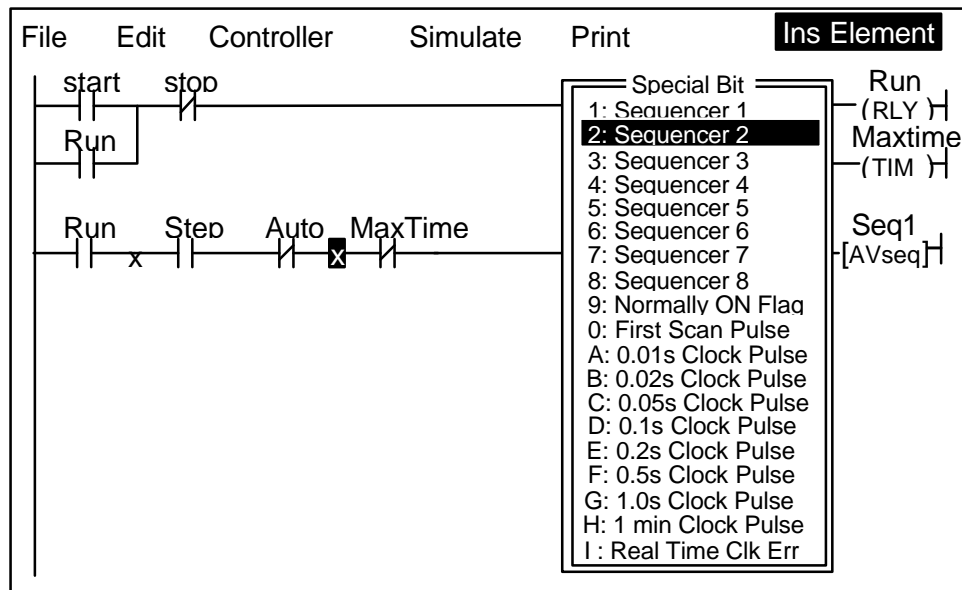 File Edit Controller Simulate Print Ins Element
start stop
Run
Run x Step Auto x MaxTime
Special Bit
1: Sequencer 1
2: Sequencer 2
3: Sequencer 3
4: Sequencer 4
5: Sequencer 5
6: Sequencer 6
7: Sequencer 7
8: Sequencer 8
9: Normally ON Flag
0: First Scan Pulse
A: 0.01s Clock Pulse
B: 0.02s Clock Pulse
C: 0.05s Clock Pulse
D: 0.1s Clock Pulse
E: 0.2s Clock Pulse
F: 0.5s Clock Pulse
G: 1.0s Clock Pulse
H: 1 min Clock Pulse
I : Real Time Clk Err
Run
(RLY )
Maxtime
(TIM )
Seq1
[AVseq]